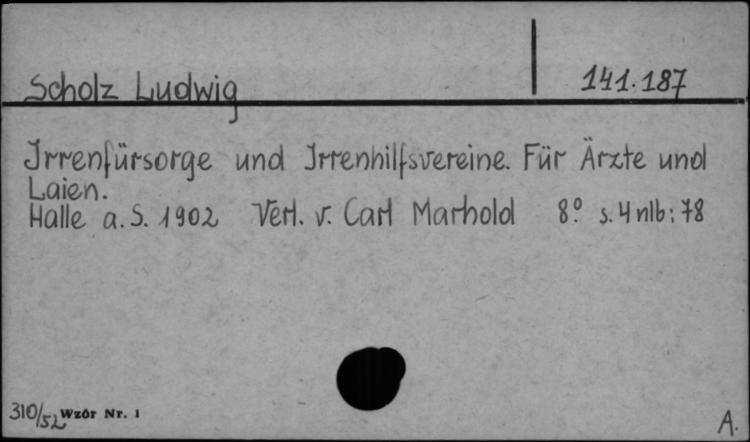 Scholz Ludwig 141.187
Irrenfürsorge und Irrenhilfsvereine. Für Ärzte und
Laien.
Halle a. S. 1902 Verl. v. Carl Marhold 8º s. 4 nlb: 78
310/52 Wzór Nr. 1
A.